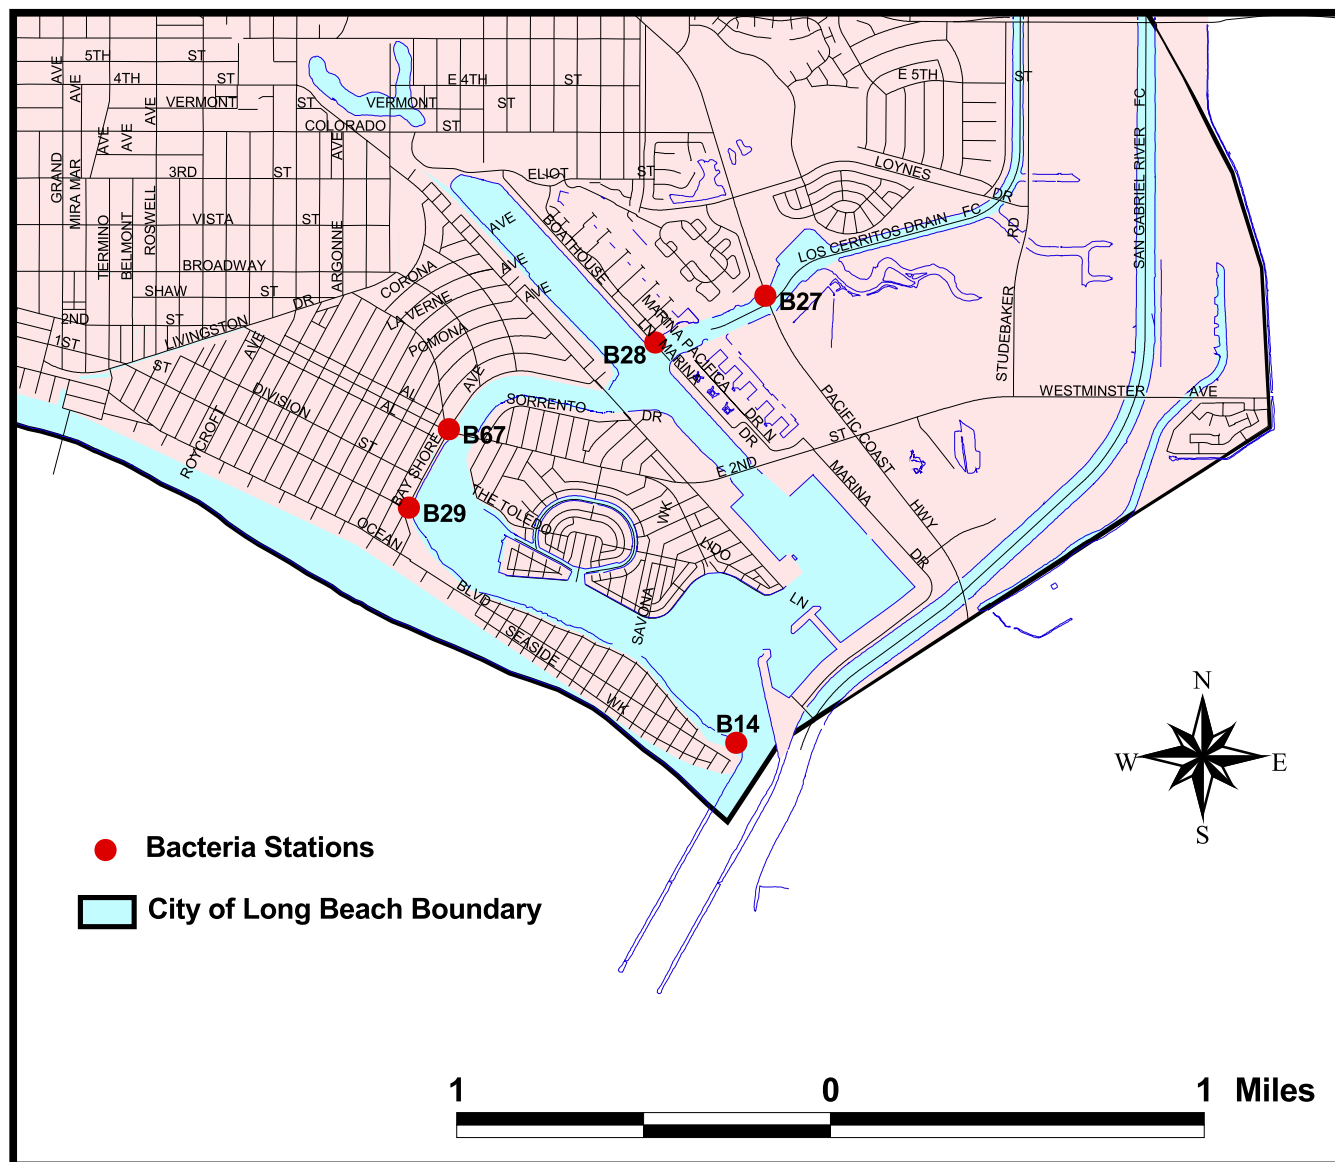 5TH ST
4TH ST
E 4TH ST
E 5TH ST
VERMONT ST
VERMONT ST
COLORADO ST
AVE
AVE
AVE
AVE
AVE
AVE
3RD ST
ELIOT ST
LOYNES DR
GRAND
MIRA MAR
TERMINO
BELMONT
ROSWELL
ARGONNE
VISTA ST
BROADWAY
SHAW ST
2ND ST
1ST ST
LIVINGSTON DR
CORONA AVE
LA VERNE AVE
POMONA AVE
BOATHOUSE LN
MARINA PACIFICA DR N
MARINA DR
LOS CERRITOS DRAIN FC
SAN GABRIEL RIVER FC
STUDEBAKER RD
WESTMINSTER AVE
B27
B28
AVE
AVE
AL
AL
DIVISION ST
ROYCROFT
SORRENTO DR
B67
BAY SHORE
B29
THE TOLEDO
E 2ND ST
PACIFIC COAST HWY
MARINA DR
WK
LIDO LN
OCEAN BLVD
SAVONA
SEASIDE WK
B14
N
W E
S
Bacteria Stations
City of Long Beach Boundary
1 0 1 Miles